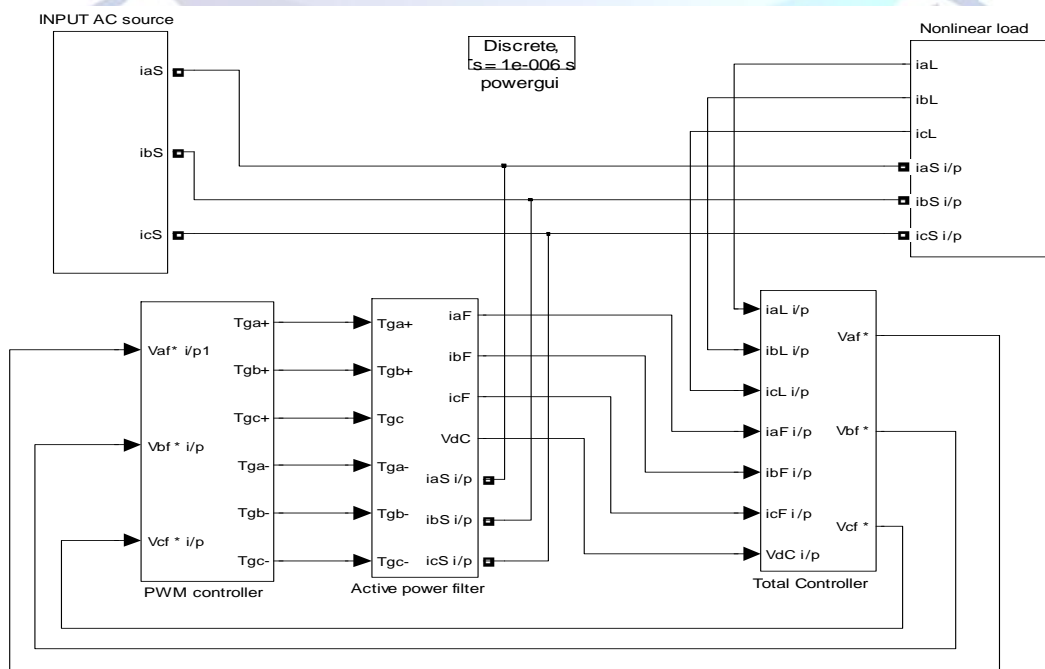 INPUT AC source
iaS
ibS
icS
Discrete,
s = 1e-006 s
powergui
Nonlinear load
iaL
ibL
icL
iaS i/p
ibS i/p
icS i/p
Vaf* i/p1
Vbf * i/p
Vcf * i/p
Tga+
Tgb+
Tgc+
Tga-
Tgb-
Tgc-
PWM controller
Tga+
Tgb+
Tgc
Tga-
Tgb-
Tgc-
iaF
ibF
icF
VdC
iaS i/p
ibS i/p
icS i/p
Active power filter
iaL i/p
ibL i/p
icL i/p
iaF i/p
ibF i/p
icF i/p
VdC i/p
Vaf*
Vbf *
Vcf *
Total Controller